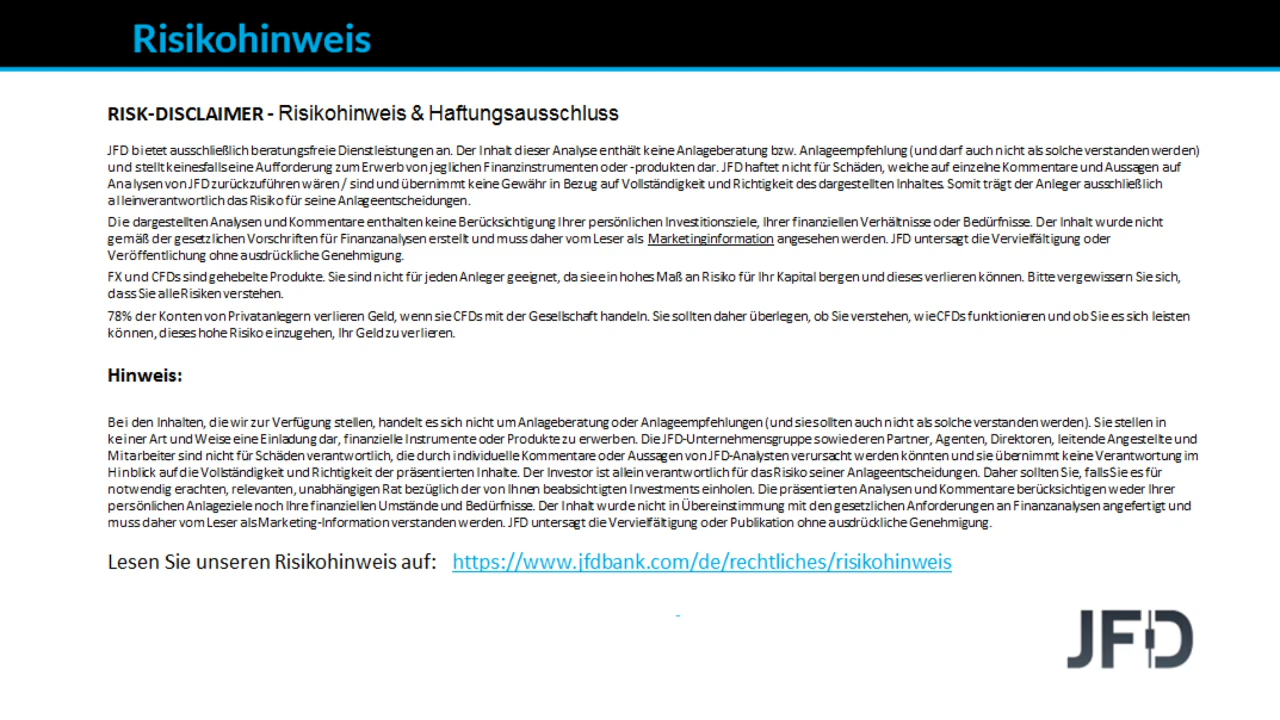 Risikohinweis
RISK-DISCLAIMER - Risikohinweis & Haftungsausschluss
JFD bietet ausschließlich beratungsfreie Dienstleistungen an. Der Inhalt dieser Analyse enthält keine Anlageberatung bzw. Anlageempfehlung (und darf auch nicht als solche verstanden werden)
und stellt keinesfalls eine Aufforderung zum Erwerb von jeglichen Finanzinstrumenten oder -produkten dar. JFD haftet nicht für Schäden, welche auf einzelne Kommentare und Aussagen auf
Analysen von JFD zurückzuführen wären / sind und übernimmt keine Gewähr in Bezug auf Vollständigkeit und Richtigkeit des dargestellten Inhaltes. Somit trägt der Anleger ausschließlich
alleinverantwortlich das Risiko für seine Anlageentscheidungen.
Die dargestellten Analysen und Kommentare enthalten keine Berücksichtigung Ihrer persönlichen Investitionsziele, Ihrer finanziellen Verhältnisse oder Bedürfnisse. Der Inhalt wurde nicht
gemäß der gesetzlichen Vorschriften für Finanzanalysen erstellt und muss daher vom Leser als Marketinginformation angesehen werden. JFD untersagt die Vervielfältigung oder
Veröffentlichung ohne ausdrückliche Genehmigung.
FX und CFDs sind gehebelte Produkte. Sie sind nicht für jeden Anleger geeignet, da sie ein hohes Maß an Risiko für Ihr Kapital bergen und dieses verlieren können. Bitte vergewissern Sie sich,
dass Sie alle Risiken verstehen.
78% der Konten von Privatanlegern verlieren Geld, wenn sie CFDs mit der Gesellschaft handeln. Sie sollten daher überlegen, ob Sie verstehen, wie CFDs funktionieren und ob Sie es sich leisten
können, dieses hohe Risiko einzugehen, Ihr Geld zu verlieren.
Hinweis:
Bei den Inhalten, die wir zur Verfügung stellen, handelt es sich nicht um Anlageberatung oder Anlageempfehlungen (und sie sollten auch nicht als solche verstanden werden). Sie stellen in
keiner Art und Weise eine Einladung dar, finanzielle Instrumente oder Produkte zu erwerben. Die JFD-Unternehmensgruppe sowie deren Partner, Agenten, Direktoren, leitende Angestellte und
Mitarbeiter sind nicht für Schäden verantwortlich, die durch individuelle Kommentare oder Aussagen von JFD-Analysten verursacht werden könnten und sie übernimmt keine Verantwortung im
Hinblick auf die Vollständigkeit und Richtigkeit der präsentierten Inhalte. Der Investor ist allein verantwortlich für das Risiko seiner Anlageentscheidungen. Daher sollten Sie, falls Sie es für
notwendig erachten, relevanten, unabhängigen Rat bezüglich der von Ihnen beabsichtigten Investments einholen. Die präsentierten Analysen und Kommentare berücksichtigen weder Ihrer
persönlichen Anlageziele noch Ihre finanziellen Umstände und Bedürfnisse. Der Inhalt wurde nicht in Übereinstimmung mit den gesetzlichen Anforderungen an Finanzanalysen angefertigt und
muss daher vom Leser als Marketing-Information verstanden werden. JFD untersagt die Vervielfältigung oder Publikation ohne ausdrückliche Genehmigung.
Lesen Sie unseren Risikohinweis auf: https://www.jfdbank.com/de/rechtliches/risikohinweis
-
JFD